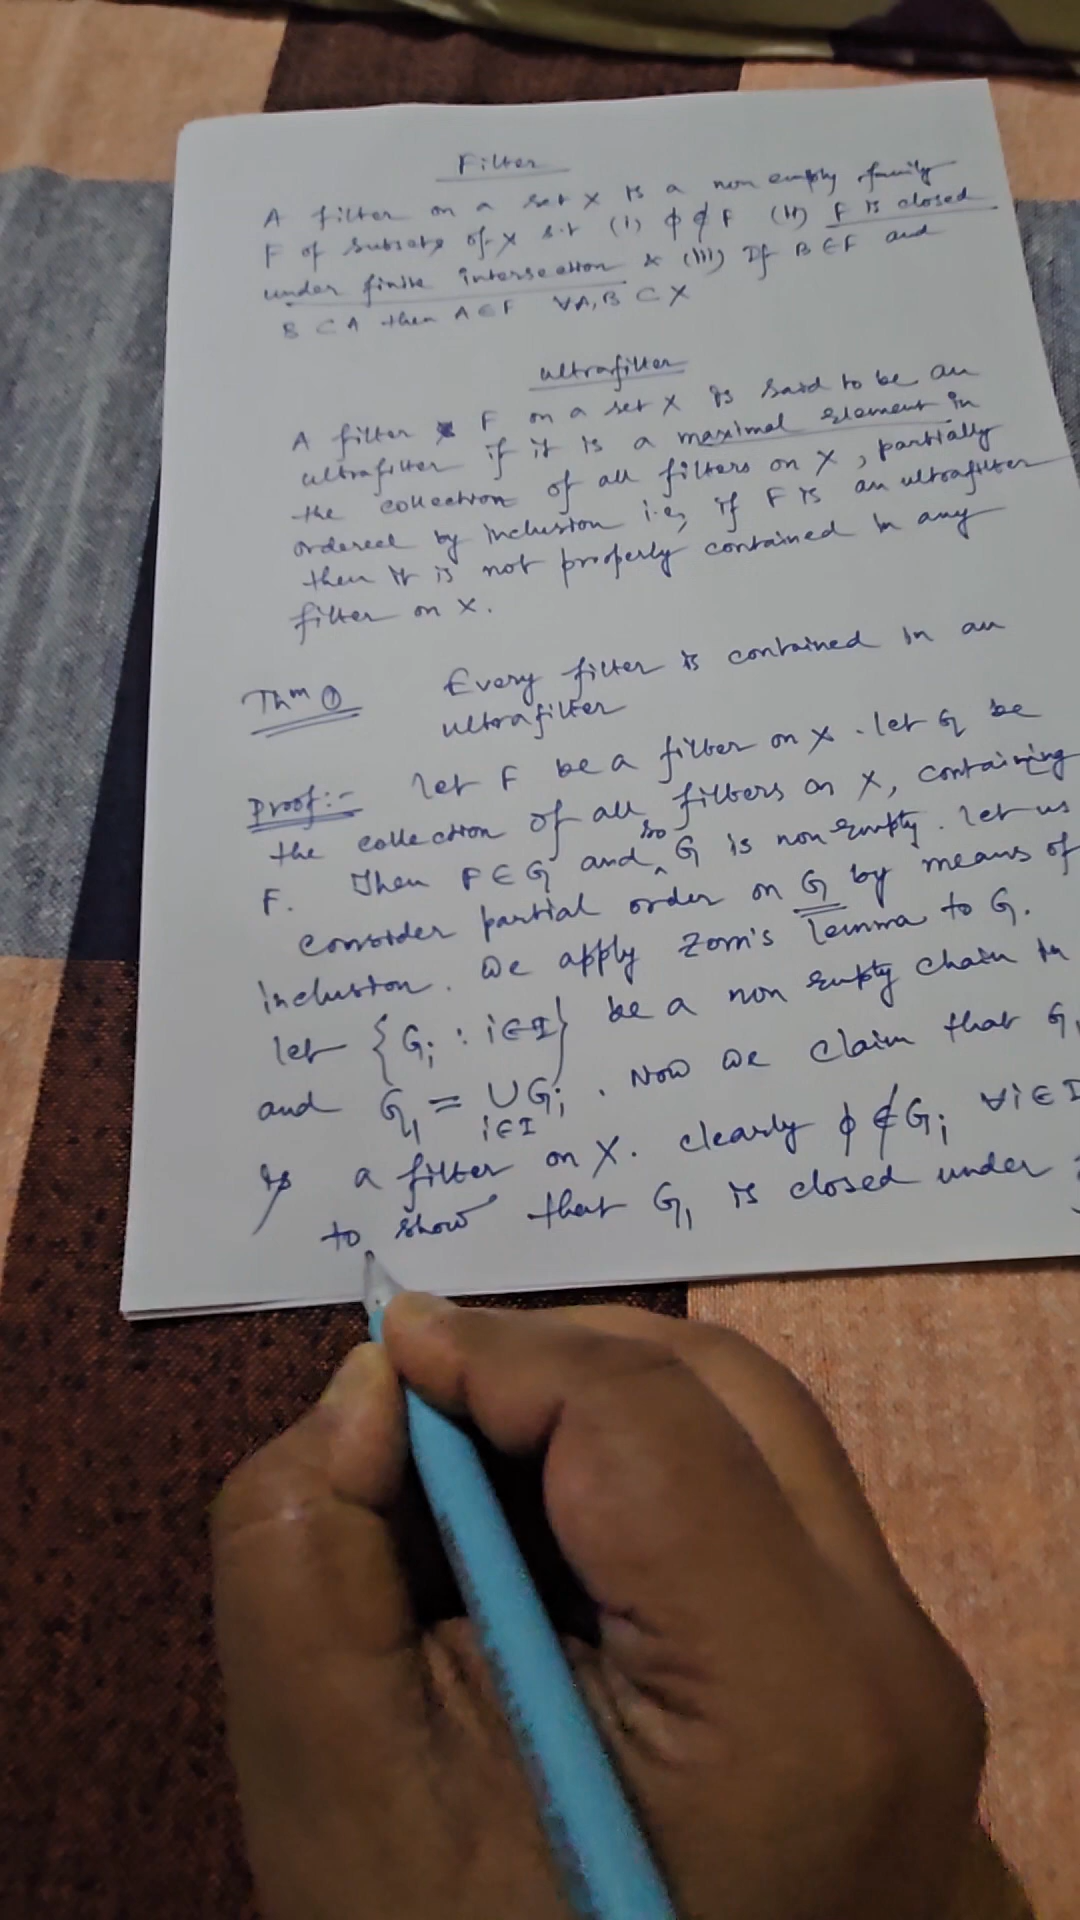 Filter
A filter on a set X is a non empty family
F of subsets of X s.t (i) ϕ ∉ F (ii) F is closed
under finite intersection & (iii) If B ∈ F and
B ⊂ A then A ∈ F ∀A, B ⊂ X
ultrafilter
A filter F on a set X is said to be an
ultrafilter if it is a maximal element in
the collection of all filters on X, partially
ordered by inclusion i.e, if F is an ultrafilter
then it is not properly contained in any
filter on X.
Thm ① Every filter is contained in an
ultrafilter
Proof:- let F be a filter on X. let G be
the collection of all filters on X, containing
F. Then F ∈ G and so G is non empty. let us
consider partial order on G by means of
inclusion. We apply Zorn's lemma to G.
let {Gi : i ∈ I} be a non empty chain in
and G1 = ∪ Gi. Now we claim that G1
i ∈ I
is a filter on X. clearly ϕ ∉ Gi ∀i ∈ I
to show that G1 is closed under